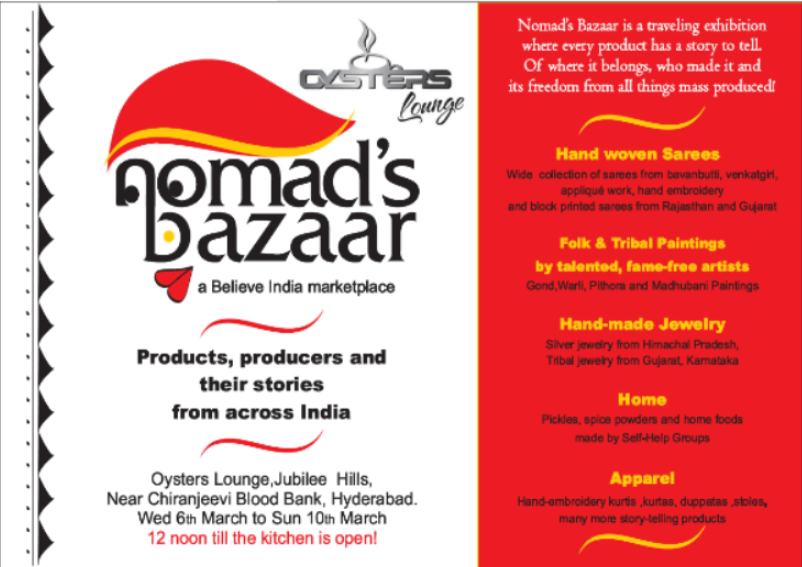 OYSTERS
Lounge
nomad's
bazaar
a Believe India marketplace
Products, producers and
their stories
from across India
Oysters Lounge,Jubilee Hills,
Near Chiranjeevi Blood Bank, Hyderabad.
Wed 6th March to Sun 10th March
12 noon till the kitchen is open!
Nomad's Bazaar is a traveling exhibition
where every product has a story to tell.
Of where it belongs, who made it and
its freedom from all things mass produced!
Hand woven Sarees
Wide collection of sarees from bavanbutti, venkatgiri,
appliqué work, hand embroidery
and block printed sarees from Rajasthan and Gujarat
Folk & Tribal Paintings
by talented, fame-free artists
Gond,Warli, Pithora and Madhubani Paintings
Hand-made Jewelry
Silver jewelry from Himachal Pradesh,
Tribal jewelry from Gujarat, Karnataka
Home
Pickles, spice powders and home foods
made by Self-Help Groups
Apparel
Hand-embroidery kurtis ,kurtas, duppatas ,stoles,
many more story-telling products